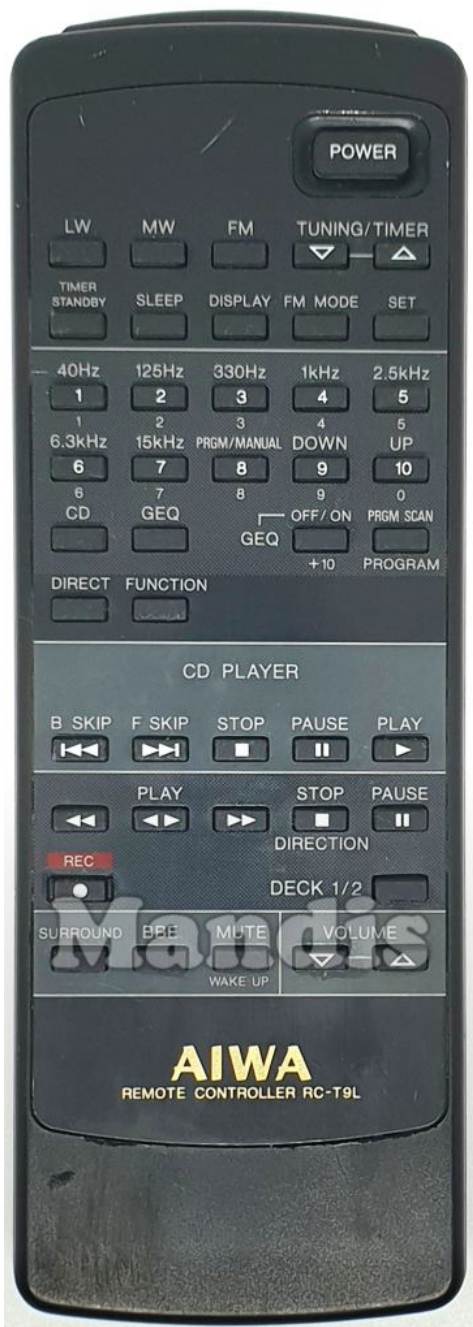 POWER
LW MW FM TUNING/TIMER
TIMER
STANDBY SLEEP DISPLAY FM MODE SET
40Hz 125Hz 330Hz 1kHz 2.5kHz
1 2 3 4 5
1 2 3 4 5
6.3kHz 15kHz PRGM/MANUAL DOWN UP
6 7 8 9 10
6 7 8 9 0
CD GEQ OFF/ON PRGM SCAN
GEQ
+10 PROGRAM
DIRECT FUNCTION
CD PLAYER
B SKIP F SKIP STOP PAUSE PLAY
PLAY STOP PAUSE
DIRECTION
REC
DECK 1/2
SURROUND BBE MUTE VOLUME
Mandis
WAKE UP
AIWA
REMOTE CONTROLLER RC-T9L